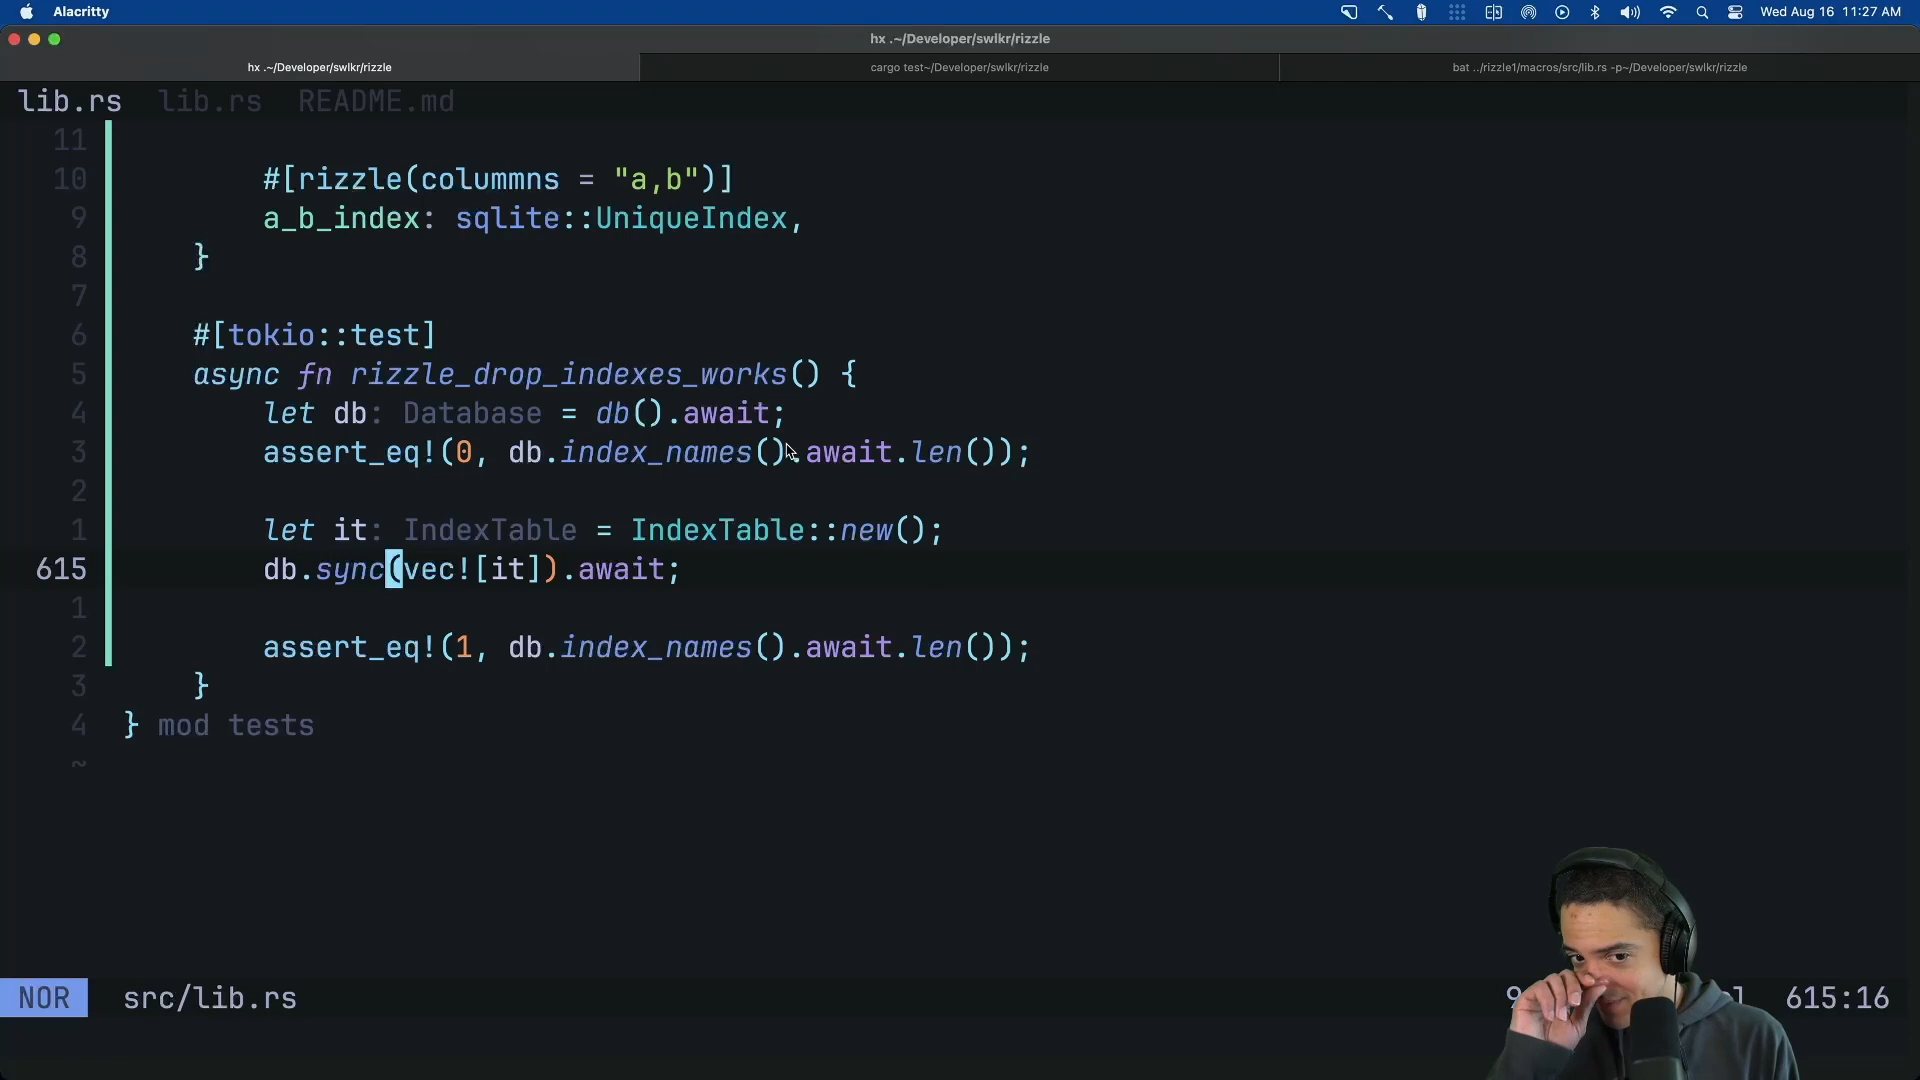 Alacritty
Wed Aug 16 11:27 AM
hx .~/Developer/swlkr/rizzle
hx .~/Developer/swlkr/rizzle
cargo test~/Developer/swlkr/rizzle
bat ../rizzle1/macros/src/lib.rs -p~/Developer/swlkr/rizzle
lib.rs lib.rs README.md
11
10 #[rizzle(colummns = "a,b")]
9 a_b_index: sqlite::UniqueIndex,
8 }
7
6 #[tokio::test]
5 async fn rizzle_drop_indexes_works() {
4 let db: Database = db().await;
3 assert_eq!(0, db.index_names().await.len());
2
1 let it: IndexTable = IndexTable::new();
615 db.sync(vec![it]).await;
1
2 assert_eq!(1, db.index_names().await.len());
3 }
4 } mod tests
~
NOR src/lib.rs 615:16